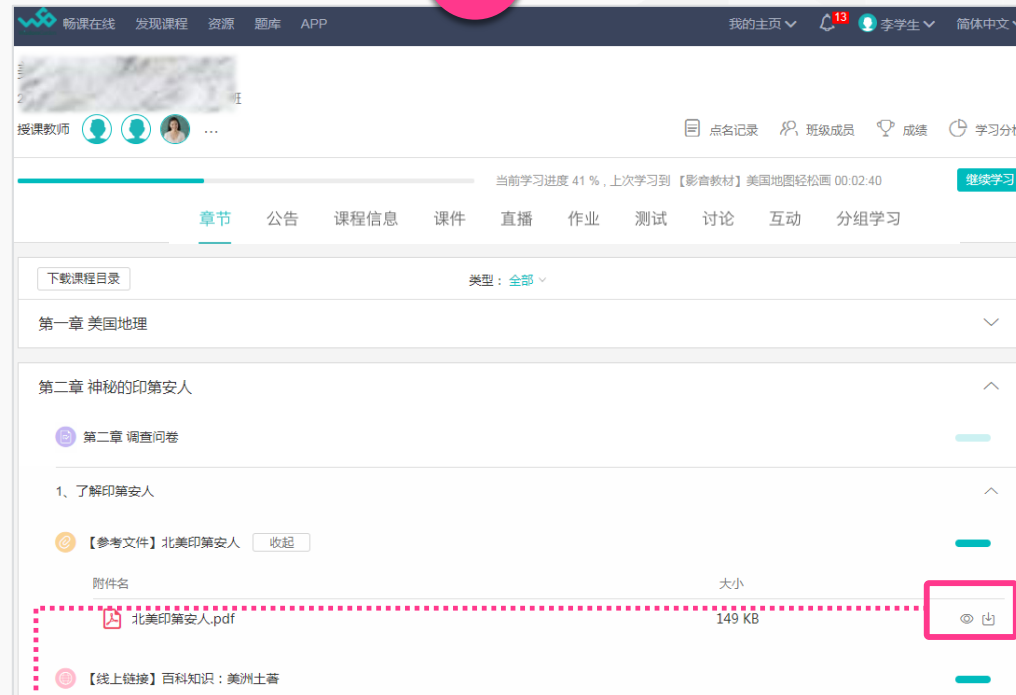 畅课在线 发现课程 资源 题库 APP 我的主页 13 李学生 简体中文
班
授课教师 ... 点名记录 班级成员 成绩 学习分析
当前学习进度 41 % , 上次学习到 【影音教材】美国地图轻松画 00:02:40 继续学习
章节 公告 课程信息 课件 直播 作业 测试 讨论 互动 分组学习
下载课程目录 类型：全部
第一章 美国地理
第二章 神秘的印第安人
第二章 调查问卷
1、了解印第安人
【参考文件】北美印第安人 收起
附件名 大小
北美印第安人.pdf 149 KB
【线上链接】百科知识：美洲土著